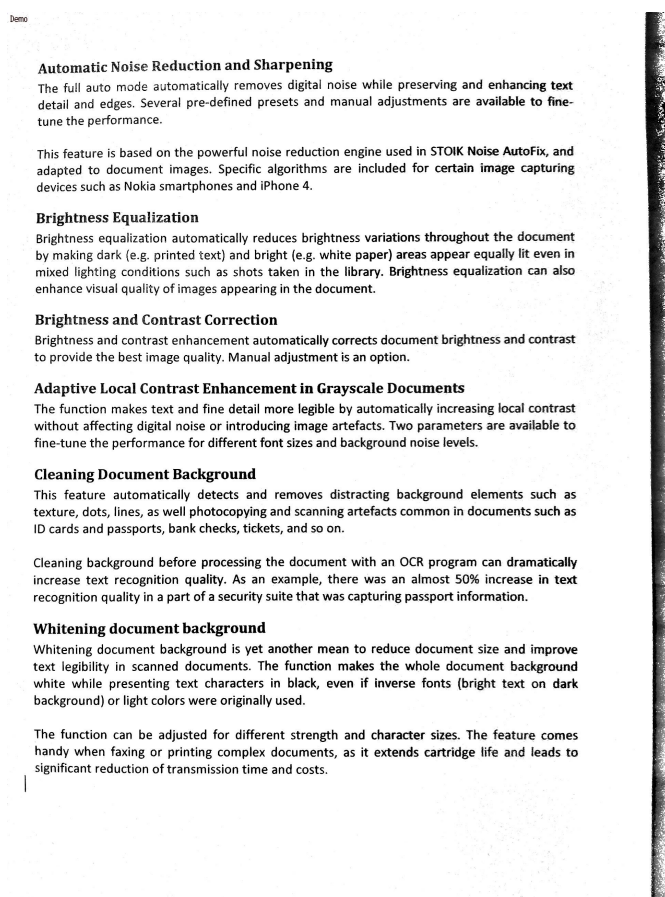 Demo
Automatic Noise Reduction and Sharpening
The full auto mode automatically removes digital noise while preserving and enhancing text
detail and edges. Several pre-defined presets and manual adjustments are available to fine-
tune the performance.
This feature is based on the powerful noise reduction engine used in STOIK Noise AutoFix, and
adapted to document images. Specific algorithms are included for certain image capturing
devices such as Nokia smartphones and iPhone 4.
Brightness Equalization
Brightness equalization automatically reduces brightness variations throughout the document
by making dark (e.g. printed text) and bright (e.g. white paper) areas appear equally lit even in
mixed lighting conditions such as shots taken in the library. Brightness equalization can also
enhance visual quality of images appearing in the document.
Brightness and Contrast Correction
Brightness and contrast enhancement automatically corrects document brightness and contrast
to provide the best image quality. Manual adjustment is an option.
Adaptive Local Contrast Enhancement in Grayscale Documents
The function makes text and fine detail more legible by automatically increasing local contrast
without affecting digital noise or introducing image artefacts. Two parameters are available to
fine-tune the performance for different font sizes and background noise levels.
Cleaning Document Background
This feature automatically detects and removes distracting background elements such as
texture, dots, lines, as well photocopying and scanning artefacts common in documents such as
ID cards and passports, bank checks, tickets, and so on.
Cleaning background before processing the document with an OCR program can dramatically
increase text recognition quality. As an example, there was an almost 50% increase in text
recognition quality in a part of a security suite that was capturing passport information.
Whitening document background
Whitening document background is yet another mean to reduce document size and improve
text legibility in scanned documents. The function makes the whole document background
white while presenting text characters in black, even if inverse fonts (bright text on dark
background) or light colors were originally used.
The function can be adjusted for different strength and character sizes. The feature comes
handy when faxing or printing complex documents, as it extends cartridge life and leads to
significant reduction of transmission time and costs.